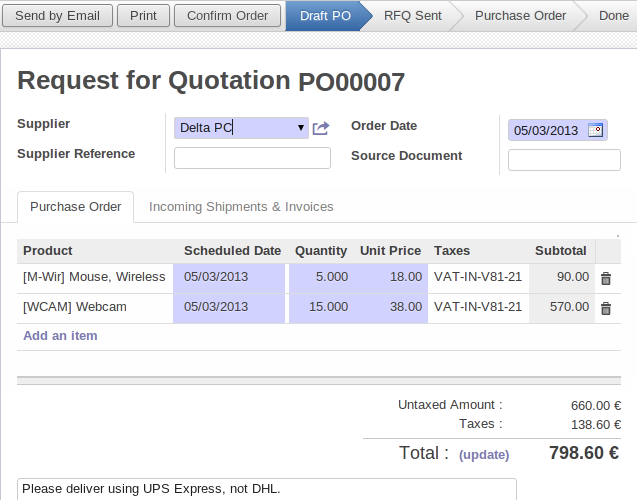 Send by Email Print Confirm Order Draft PO RFQ Sent Purchase Order Done
Request for Quotation PO00007
Supplier Delta PC Order Date 05/03/2013
Supplier Reference Source Document
Purchase Order Incoming Shipments & Invoices
Product Scheduled Date Quantity Unit Price Taxes Subtotal
[M-Wir] Mouse, Wireless 05/03/2013 5.000 18.00 VAT-IN-V81-21 90.00
[WCAM] Webcam 05/03/2013 15.000 38.00 VAT-IN-V81-21 570.00
Add an item
Untaxed Amount : 660.00 €
Taxes : 138.60 €
Total : (update) 798.60 €
Please deliver using UPS Express, not DHL.